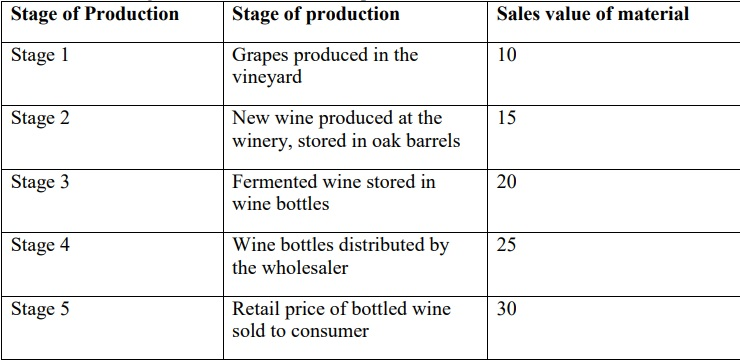 Stage of Production Stage of production Sales value of material
Stage 1 Grapes produced in the 10
vineyard
Stage 2 New wine produced at the 15
winery, stored in oak barrels
Stage 3 Fermented wine stored in 20
wine bottles
Stage 4 Wine bottles distributed by 25
the wholesaler
Stage 5 Retail price of bottled wine 30
sold to consumer